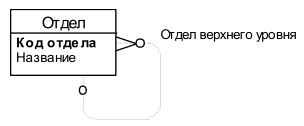 Отдел
Код отдела
Название
Отдел верхнего уровня